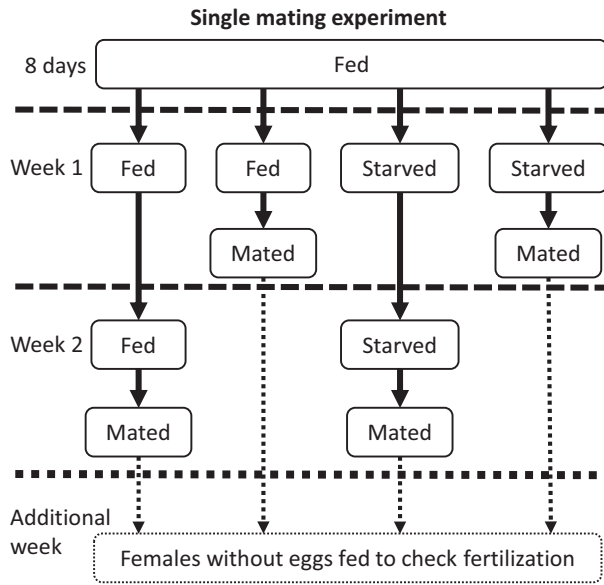 Single mating experiment
8 days
Fed
Week 1
Fed
Fed
Starved
Starved
Mated
Mated
Week 2
Fed
Starved
Mated
Mated
Additional
week
Females without eggs fed to check fertilization